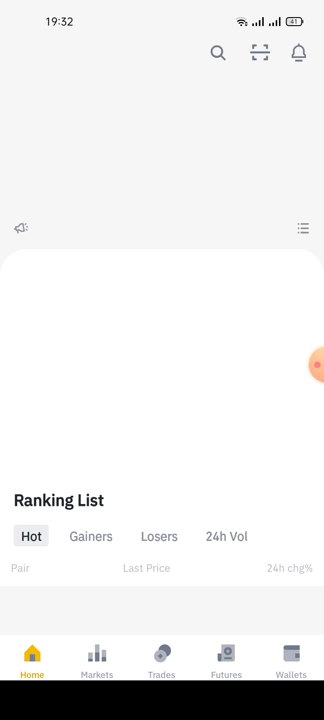 19:32
41
Ranking List
Hot Gainers Losers 24h Vol
Pair Last Price 24h chg%
Home Markets Trades Futures Wallets